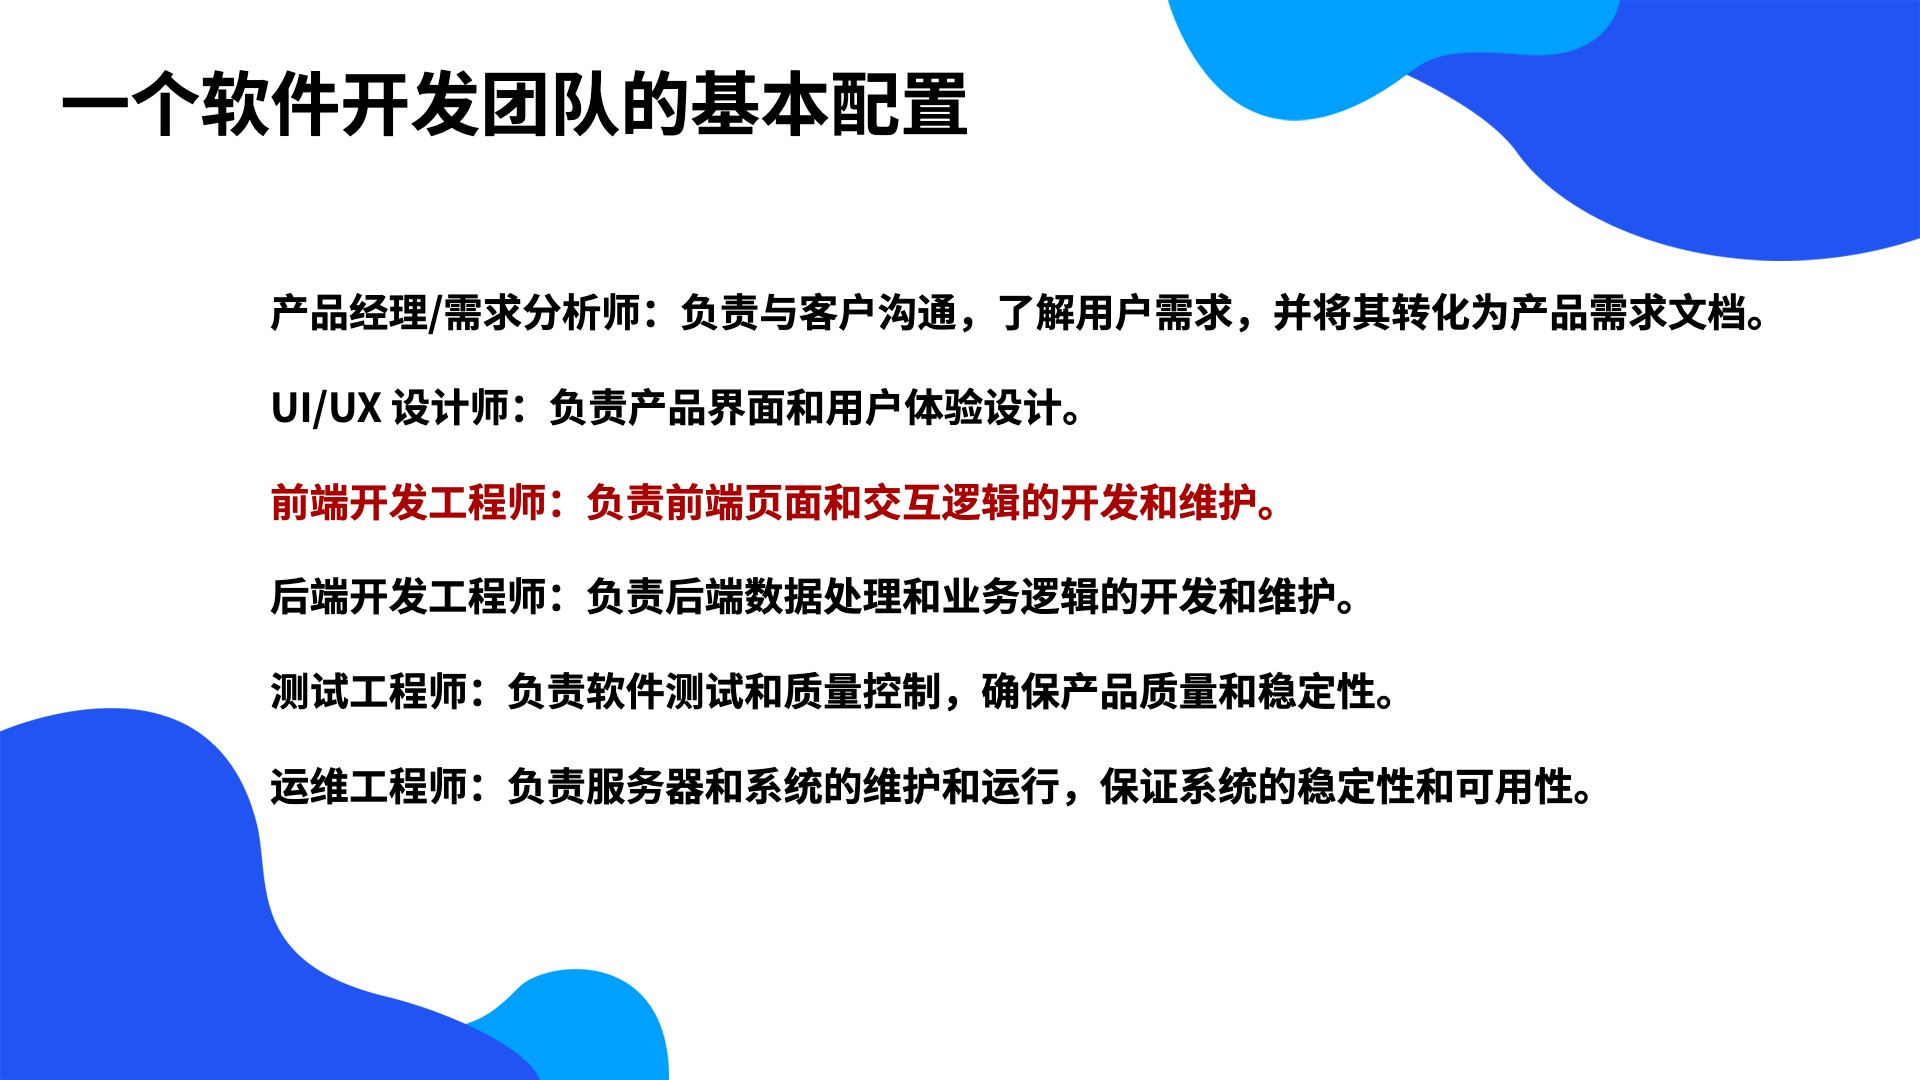 一个软件开发团队的基本配置
产品经理/需求分析师：负责与客户沟通，了解用户需求，并将其转化为产品需求文档。
UI/UX 设计师：负责产品界面和用户体验设计。
前端开发工程师：负责前端页面和交互逻辑的开发和维护。
后端开发工程师：负责后端数据处理和业务逻辑的开发和维护。
测试工程师：负责软件测试和质量控制，确保产品质量和稳定性。
运维工程师：负责服务器和系统的维护和运行，保证系统的稳定性和可用性。